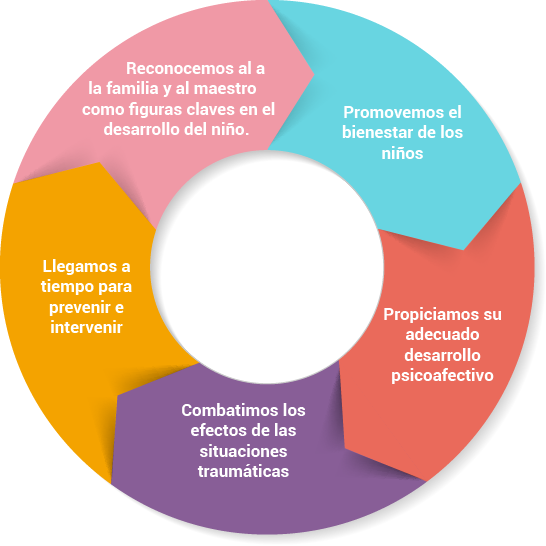 Reconocemos al a
la familia y al maestro
como figuras claves en el
desarrollo del niño.
Promovemos el
bienestar de los
niños
Propiciamos su
adecuado
desarrollo
psicoafectivo
Combatimos los
efectos de las
situaciones
traumáticas
Llegamos a
tiempo para
prevenir e
intervenir